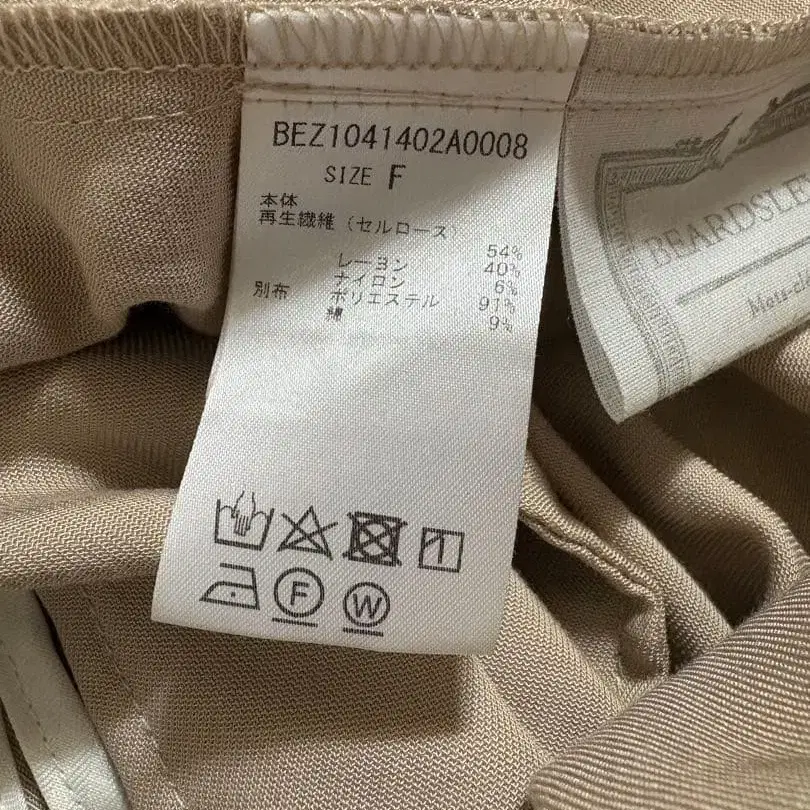 BEZ1041402A0008
SIZE F
本体
再生繊維(セルロース)
54%
レーヨン 40%
ナイロン 6%
別布 ポリエステル 91%
綿 9%
F W
BEARDSLE